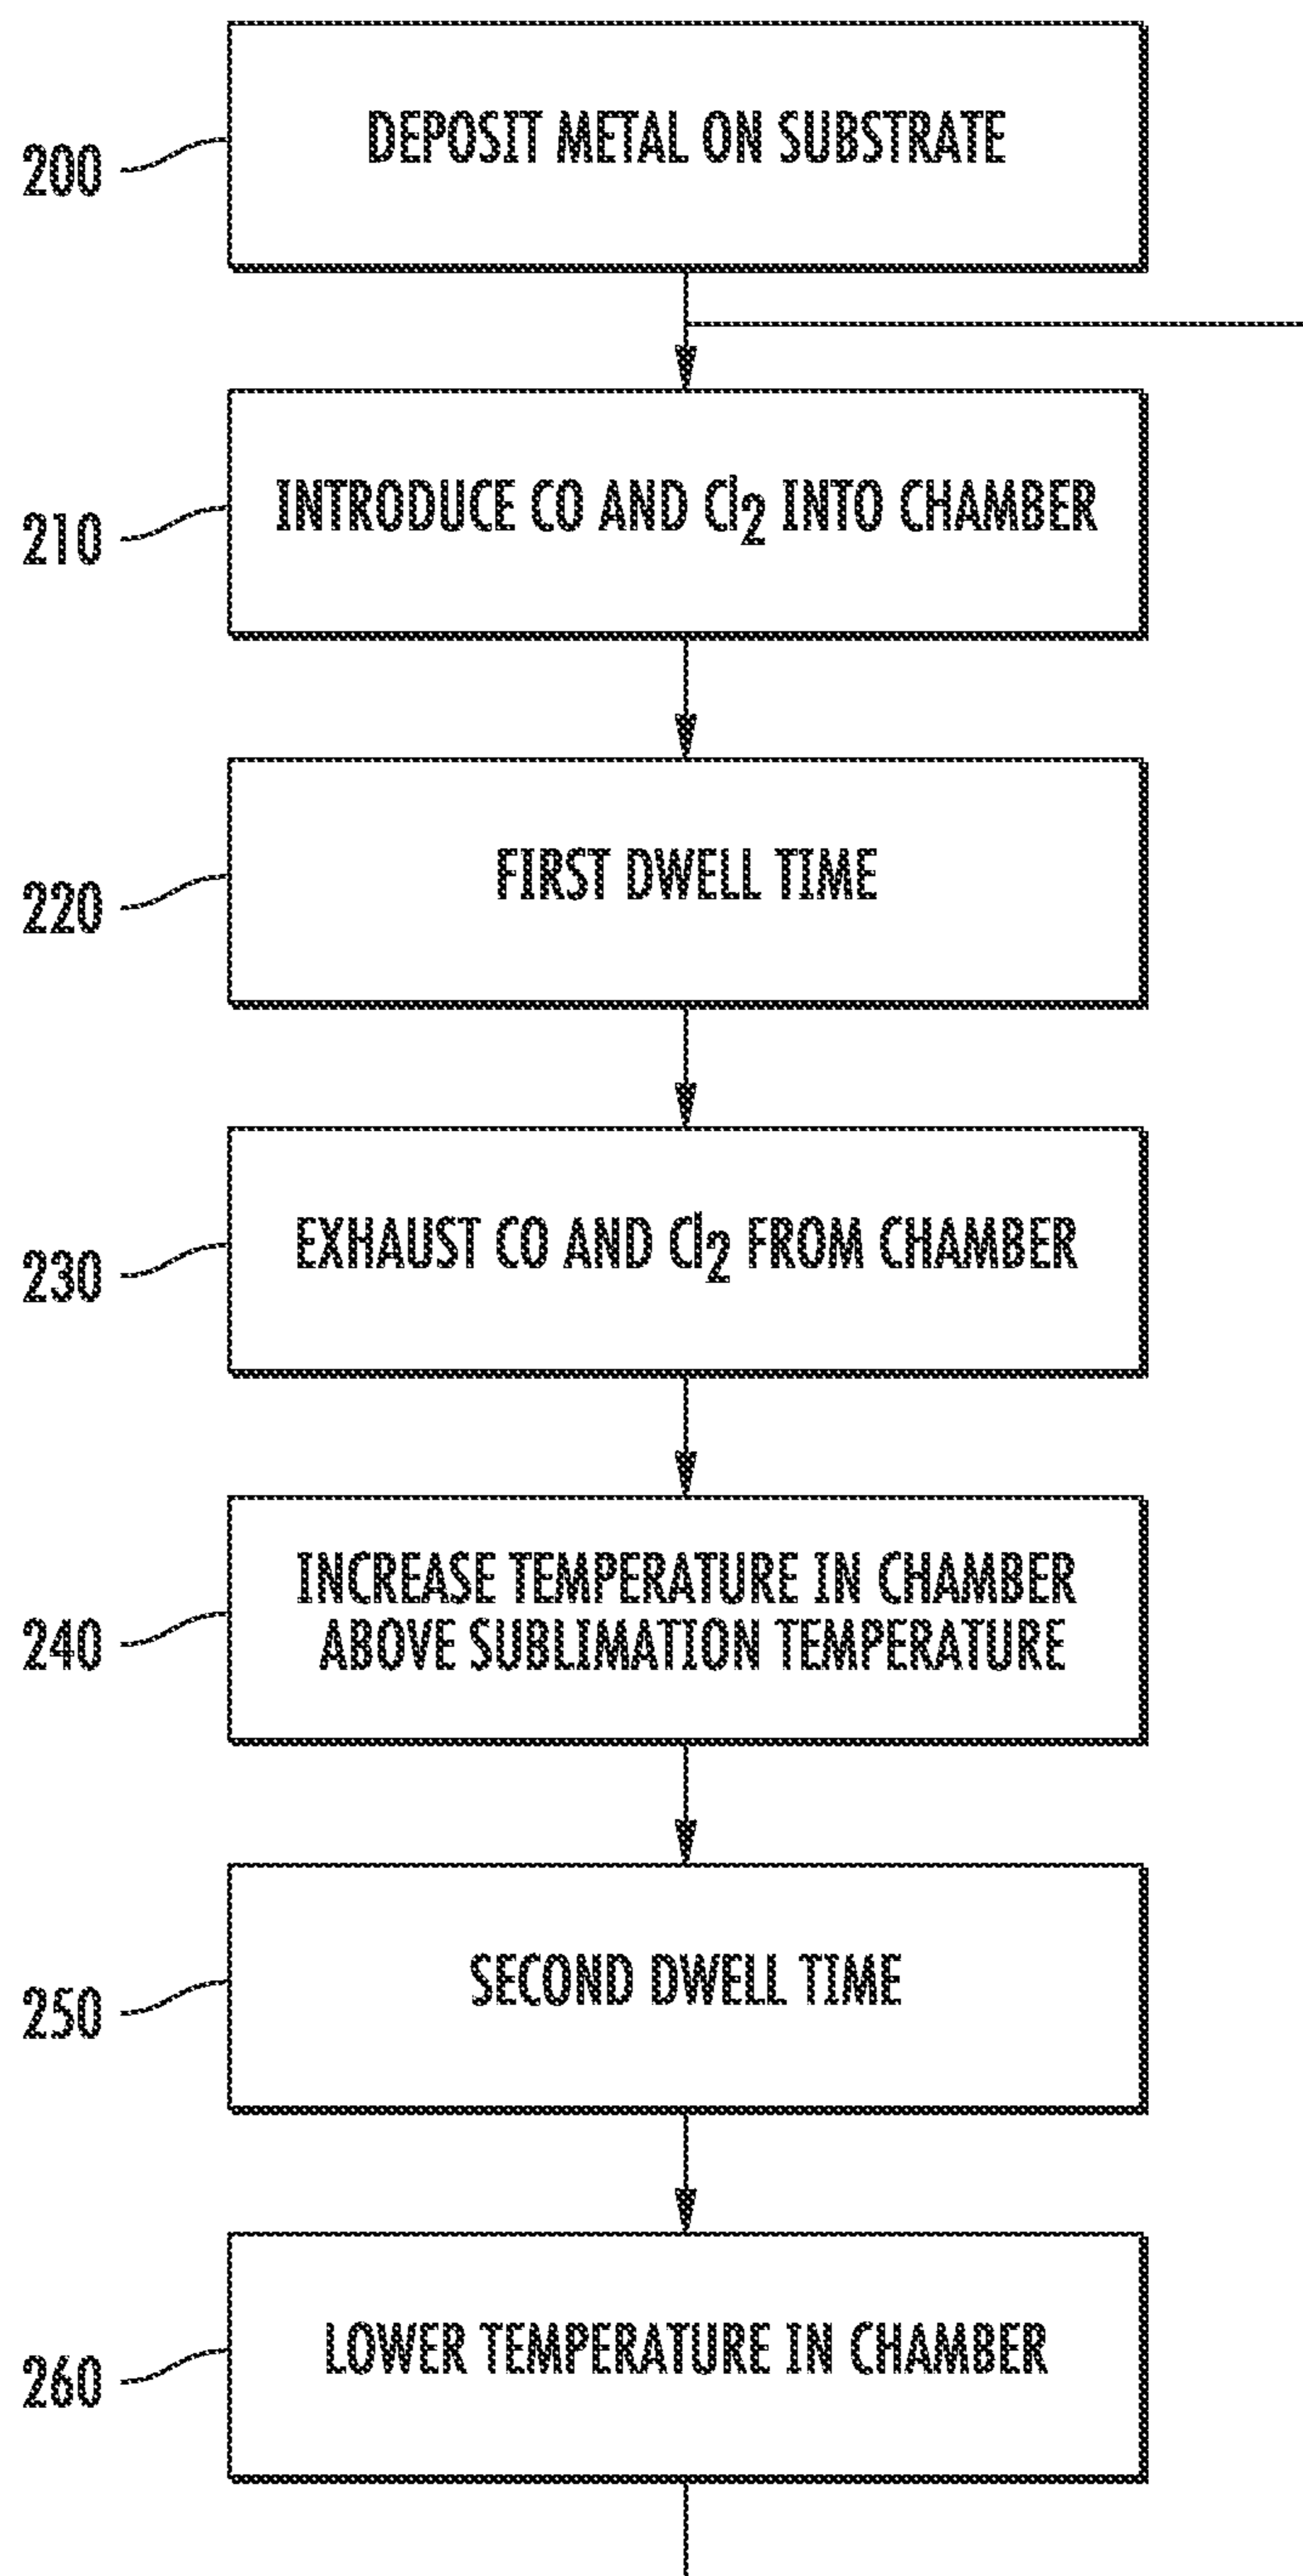 200
DEPOSIT METAL ON SUBSTRATE
210
INTRODUCE CO AND Cl₂ INTO CHAMBER
220
FIRST DWELL TIME
230
EXHAUST CO AND Cl₂ FROM CHAMBER
240
INCREASE TEMPERATURE IN CHAMBER
ABOVE SUBLIMATION TEMPERATURE
250
SECOND DWELL TIME
260
LOWER TEMPERATURE IN CHAMBER